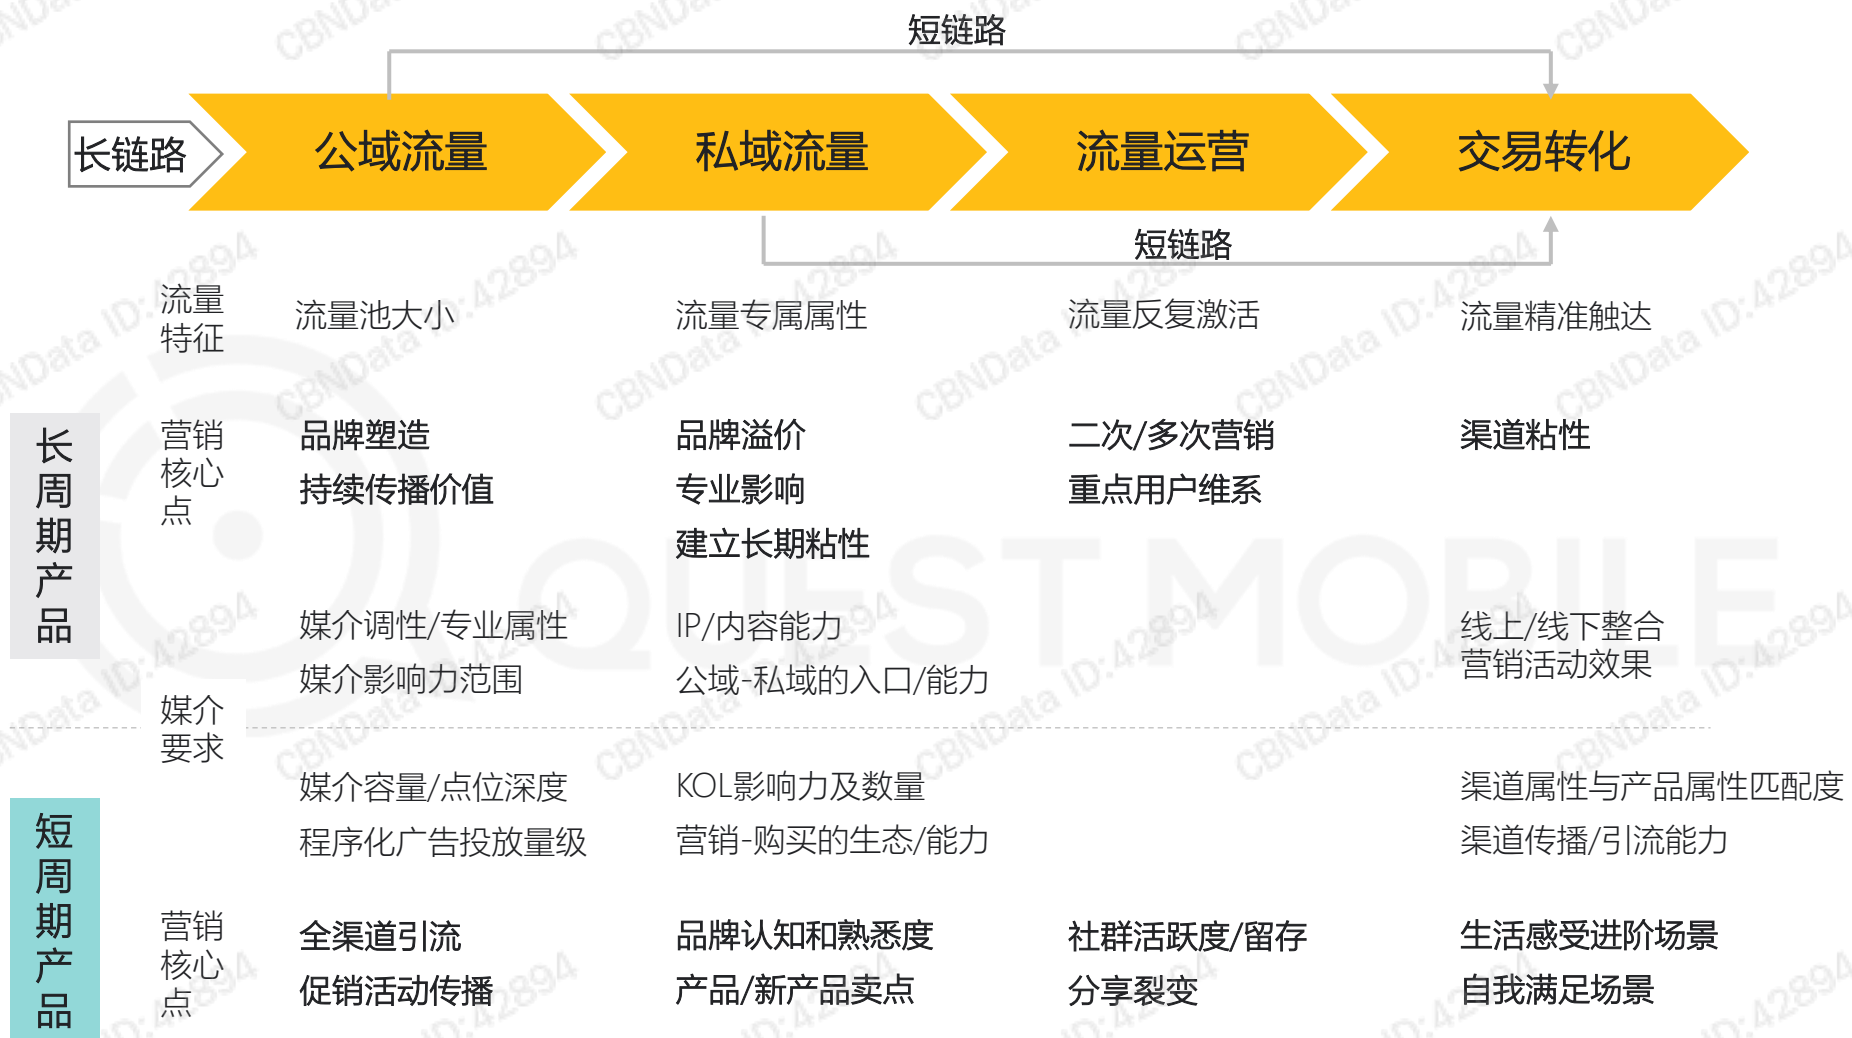 短链路
长链路
公域流量
私域流量
流量运营
交易转化
短链路
流量
特征
流量池大小
流量专属属性
流量反复激活
流量精准触达
长周期产品
营销
核心
点
品牌塑造
持续传播价值
品牌溢价
专业影响
建立长期粘性
二次/多次营销
重点用户维系
渠道粘性
媒介
要求
媒介调性/专业属性
媒介影响力范围
IP/内容能力
公域-私域的入口/能力
线上/线下整合
营销活动效果
媒介容量/点位深度
程序化广告投放量级
KOL影响力及数量
营销-购买的生态/能力
渠道属性与产品属性匹配度
渠道传播/引流能力
短周期产品
营销
核心
点
全渠道引流
促销活动传播
品牌认知和熟悉度
产品/新产品卖点
社群活跃度/留存
分享裂变
生活感受进阶场景
自我满足场景
QUEST MOBILE
CBNData ID:42894